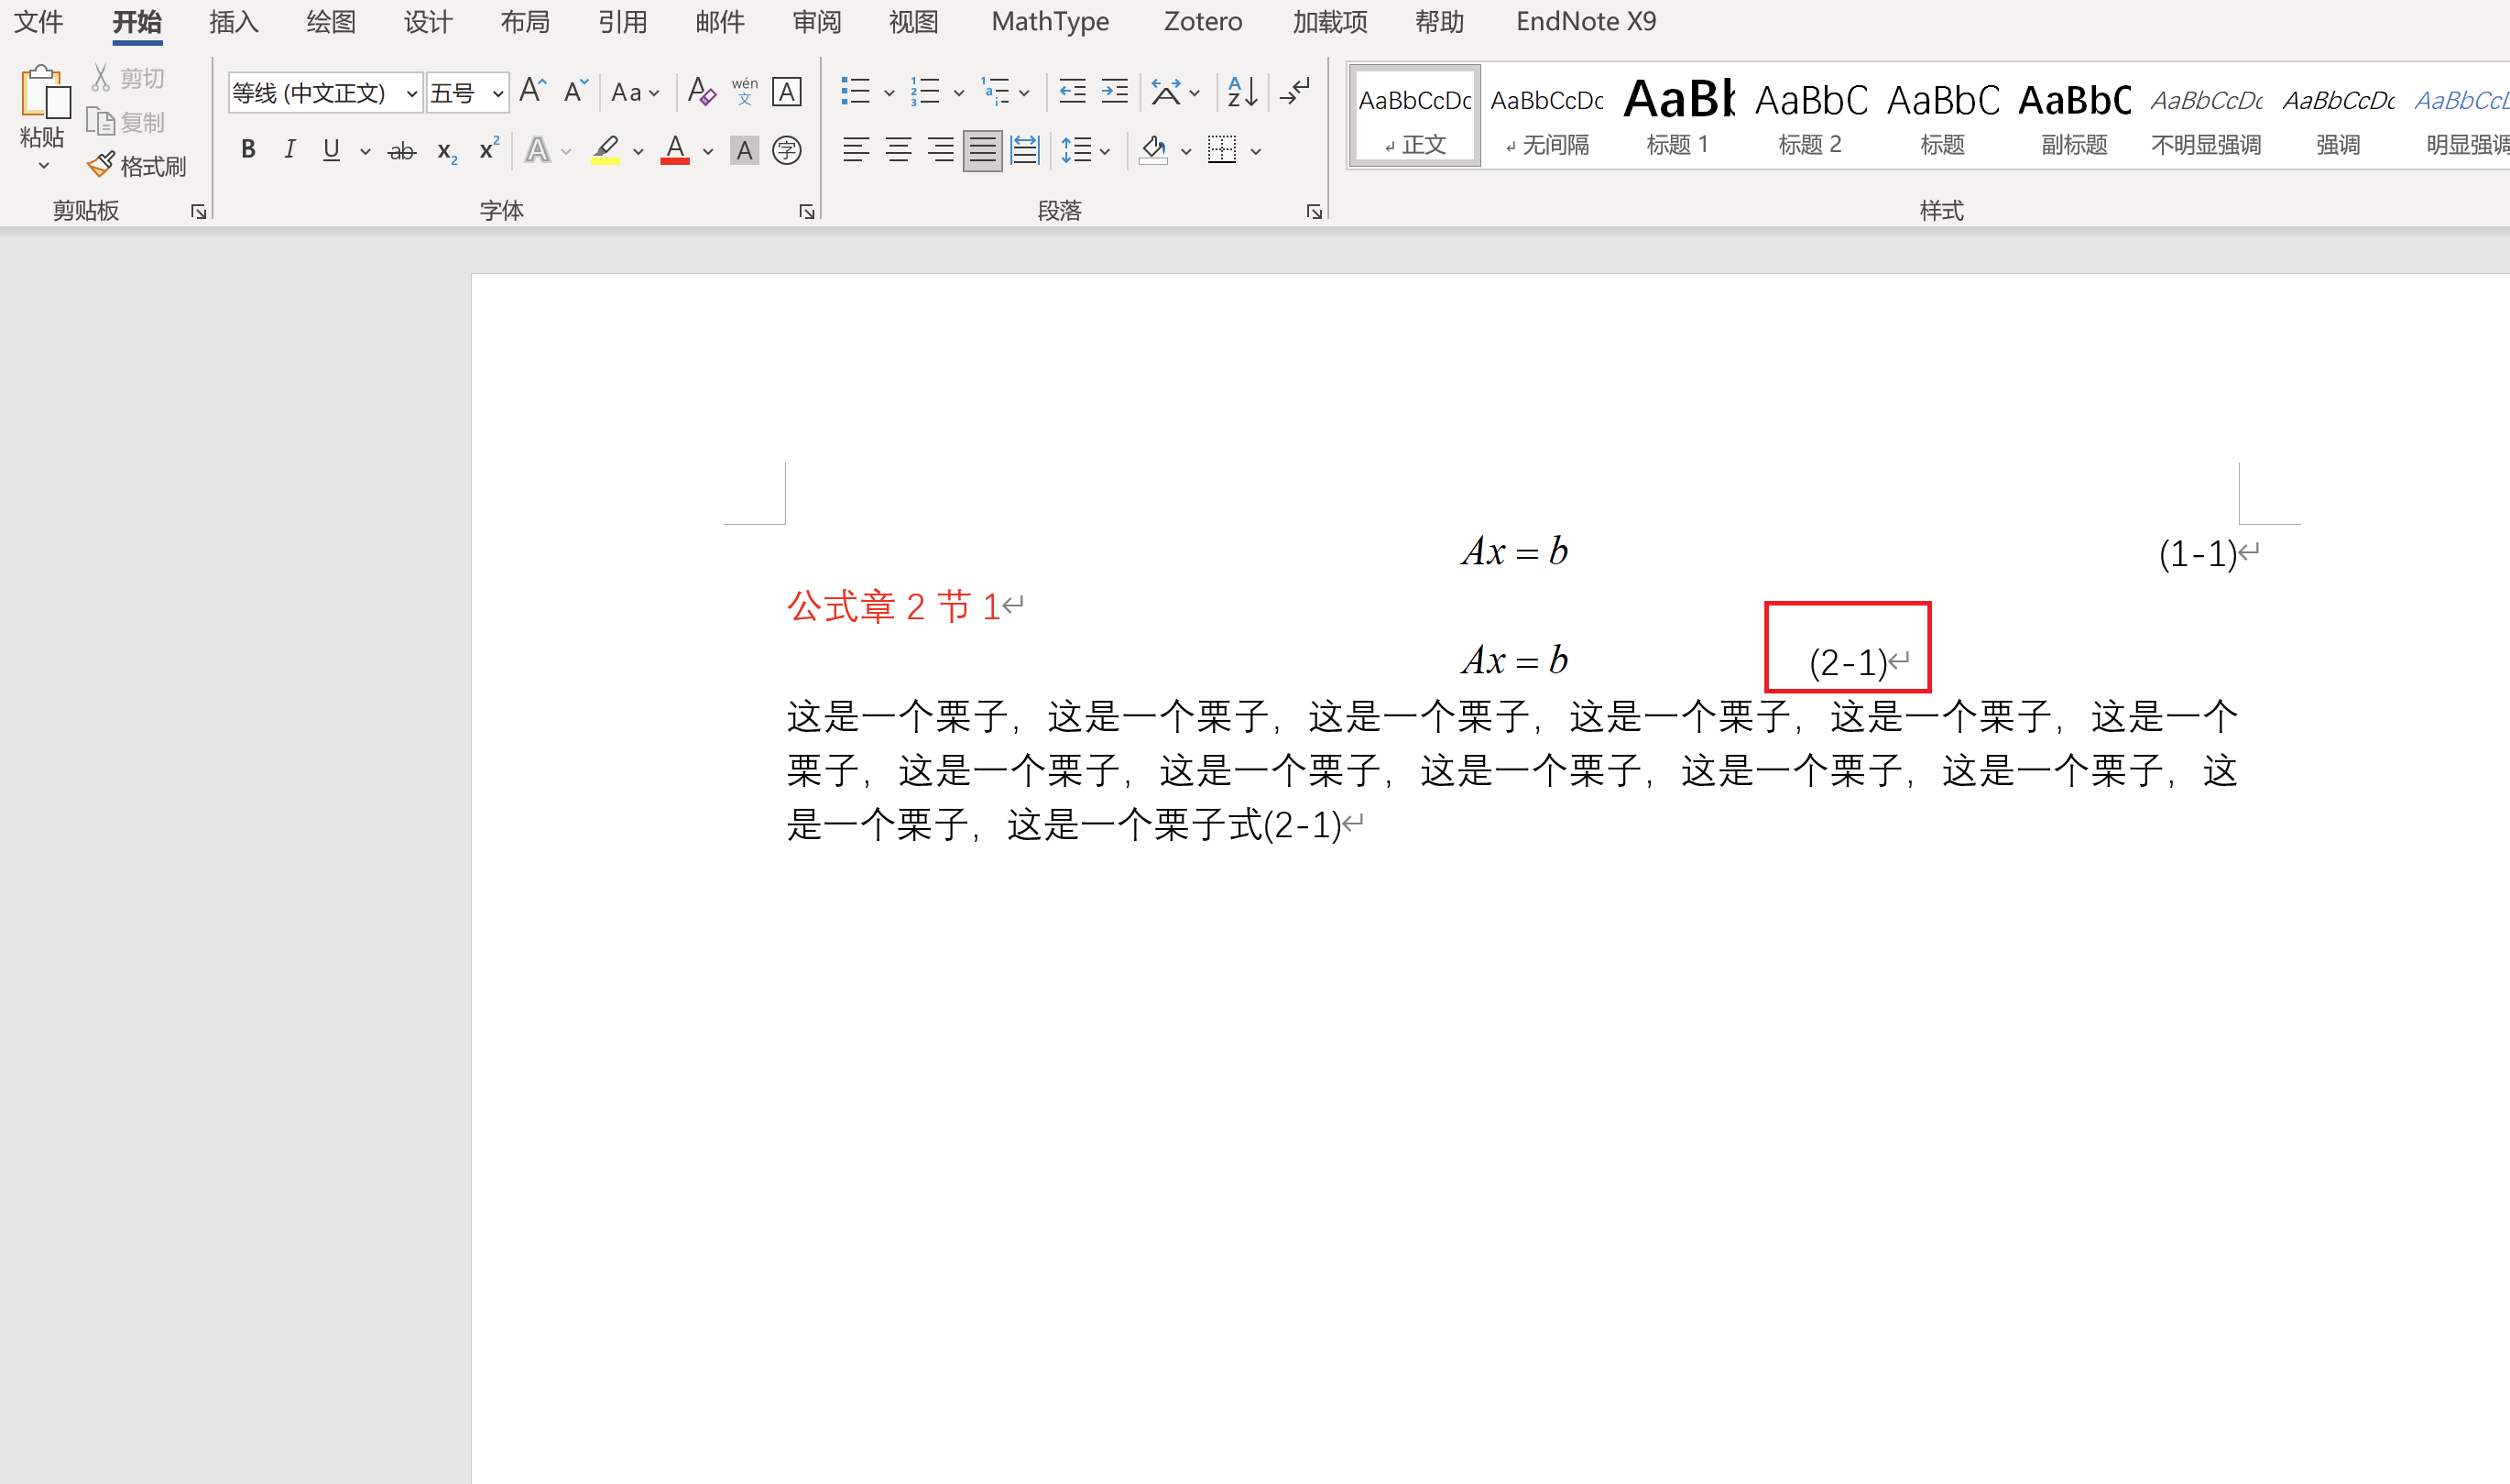 文件 开始 插入 绘图 设计 布局 引用 邮件 审阅 视图 MathType Zotero 加载项 帮助 EndNote X9
剪切
复制
粘贴
格式刷
剪贴板
等线 (中文正文) 五号 A A Aa A wén文 A
B I U ab x2 x2 A A A 字
字体
段落
AaBbCcDc AaBbCcDc AaBb AaBbC AaBbC AaBbC AaBbCcDc AaBbCcDc AaBbCcD
正文 无间隔 标题 1 标题 2 标题 副标题 不明显强调 强调 明显强调
样式
Ax = b (1-1)
公式章 2 节 1
Ax = b (2-1)
这是一个栗子，这是一个栗子，这是一个栗子，这是一个栗子，这是一个栗子，这是一个
栗子，这是一个栗子，这是一个栗子，这是一个栗子，这是一个栗子，这是一个栗子，这
是一个栗子，这是一个栗子式(2-1)